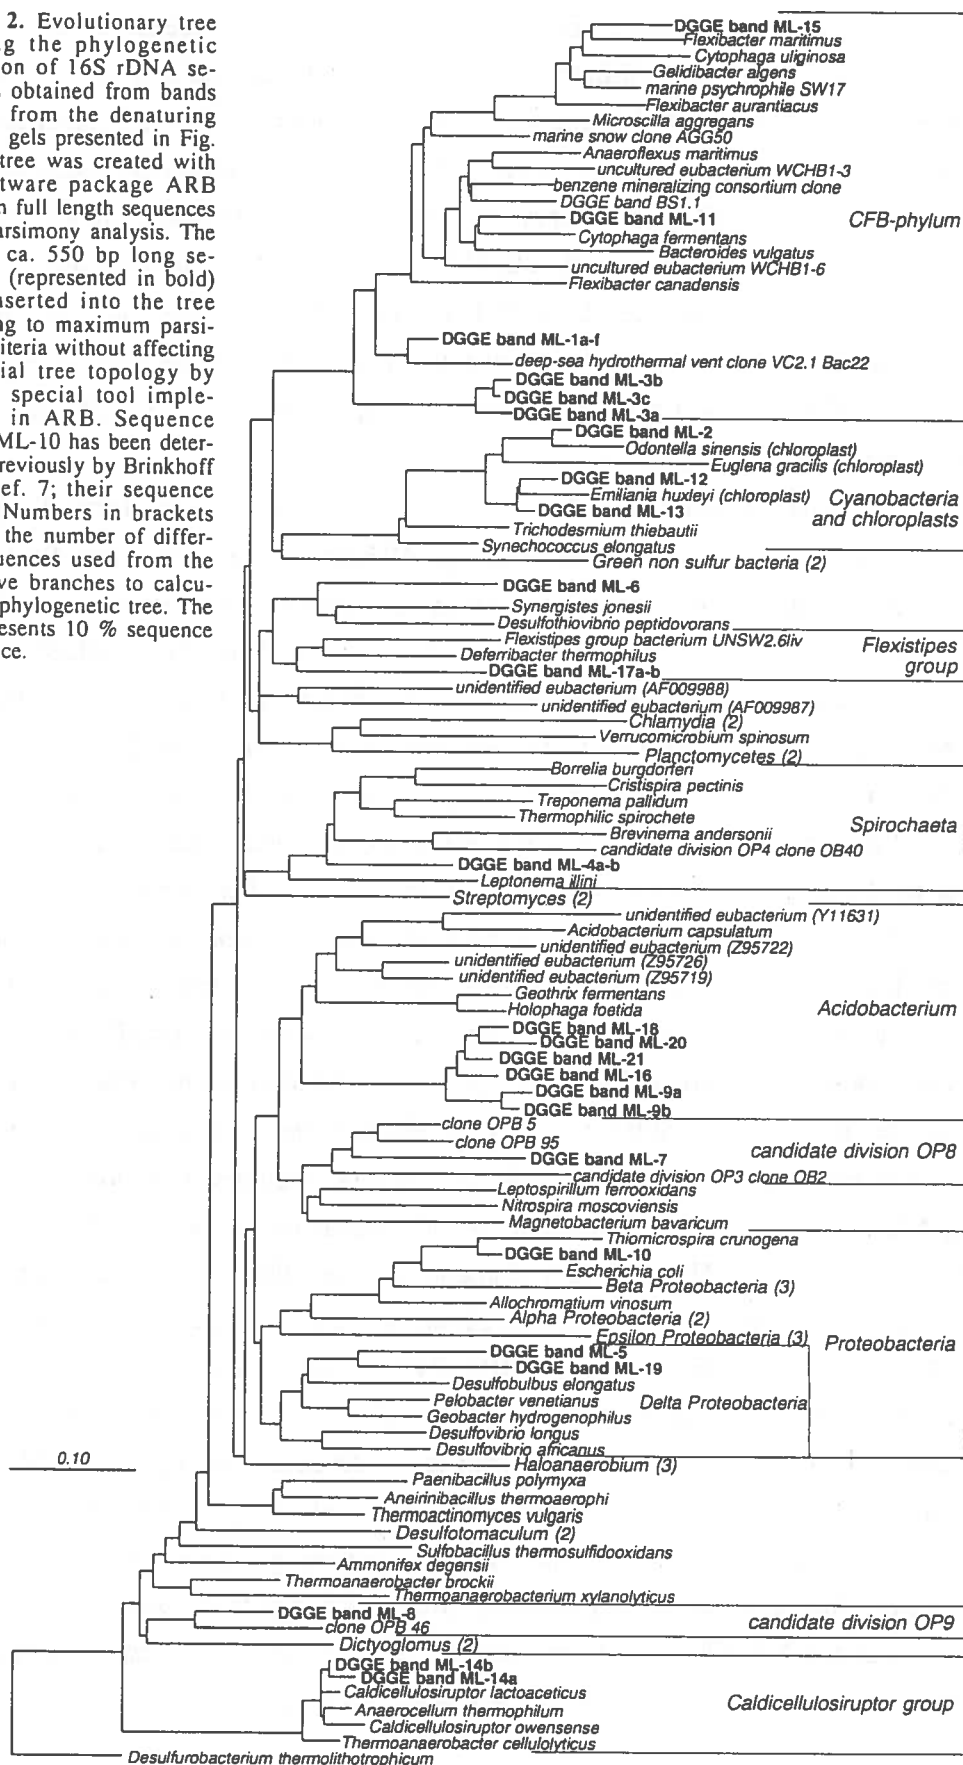 2. Evolutionary tree
g the phylogenetic
on of 16S rDNA se-
obtained from bands
from the denaturing
gels presented in Fig.
tree was created with
tware package ARB
n full length sequences
arsimony analysis. The
ca. 550 bp long se-
(represented in bold)
nserted into the tree
ng to maximum parsi-
iteria without affecting
ial tree topology by
special tool imple-
in ARB. Sequence
ML-10 has been deter-
reviously by Brinkhoff
ef. 7; their sequence
Numbers in brackets
the number of differ-
uences used from the
ve branches to calcu-
phylogenetic tree. The
esents 10 % sequence
ce.
DGGE band ML-15
Flexibacter maritimus
Cytophaga uliginosa
Gelidibacter algens
marine psychrophile SW17
Flexibacter aurantiacus
Microscilla aggregans
marine snow clone AGG50
Anaeroflexus maritimus
uncultured eubacterium WCHB1-3
benzene mineralizing consortium clone
DGGE band BS1.1
DGGE band ML-11
CFB-phylum
Cytophaga fermentans
Bacteroides vulgatus
uncultured eubacterium WCHB1-6
Flexibacter canadensis
DGGE band ML-1a-f
deep-sea hydrothermal vent clone VC2.1 Bac22
DGGE band ML-3b
DGGE band ML-3c
DGGE band ML-3a
DGGE band ML-2
Odontella sinensis (chloroplast)
Euglena gracilis (chloroplast)
DGGE band ML-12
Emiliania huxleyi (chloroplast)
Cyanobacteria
and chloroplasts
DGGE band ML-13
Trichodesmium thiebautii
Synechococcus elongatus
Green non sulfur bacteria (2)
DGGE band ML-6
Synergistes jonesii
Desulfothiovibrio peptidovorans
Flexistipes group bacterium UNSW2.6liv
Flexistipes
group
Deferribacter thermophilus
DGGE band ML-17a-b
unidentified eubacterium (AF009988)
unidentified eubacterium (AF009987)
Chlamydia (2)
Verrucomicrobium spinosum
Planctomycetes (2)
Borrelia burgdorferi
Cristispira pectinis
Treponema pallidum
Thermophilic spirochete
Spirochaeta
Brevinema andersonii
candidate division OP4 clone OB40
DGGE band ML-4a-b
Leptonema illini
Streptomyces (2)
unidentified eubacterium (Y11631)
Acidobacterium capsulatum
unidentified eubacterium (Z95722)
unidentified eubacterium (Z95726)
unidentified eubacterium (Z95719)
Geothrix fermentans
Holophaga foetida
Acidobacterium
DGGE band ML-18
DGGE band ML-20
DGGE band ML-21
DGGE band ML-16
DGGE band ML-9a
DGGE band ML-9b
clone OPB 5
clone OPB 95
candidate division OP8
DGGE band ML-7
candidate division OP3 clone OB2
Leptospirillum ferrooxidans
Nitrospira moscoviensis
Magnetobacterium bavaricum
Thiomicrospira crunogena
DGGE band ML-10
Escherichia coli
Beta Proteobacteria (3)
Allochromatium vinosum
Alpha Proteobacteria (2)
Epsilon Proteobacteria (3)
Proteobacteria
DGGE band ML-5
DGGE band ML-19
Desulfobulbus elongatus
Pelobacter venetianus
Delta Proteobacteria
Geobacter hydrogenophilus
Desulfovibrio longus
Desulfovibrio africanus
Haloanaerobium (3)
0.10
Paenibacillus polymyxa
Aneirinibacillus thermoaerophi
Thermoactinomyces vulgaris
Desulfotomaculum (2)
Sulfobacillus thermosulfidooxidans
Ammonifex degensii
Thermoanaerobacter brockii
Thermoanaerobacterium xylanolyticus
DGGE band ML-8
clone OPB 46
candidate division OP9
Dictyoglomus (2)
DGGE band ML-14b
DGGE band ML-14a
Caldicellulosiruptor lactoaceticus
Caldicellulosiruptor group
Anaerocellum thermophilum
Caldicellulosiruptor owensense
Thermoanaerobacter cellulolyticus
Desulfurobacterium thermolithotrophicum